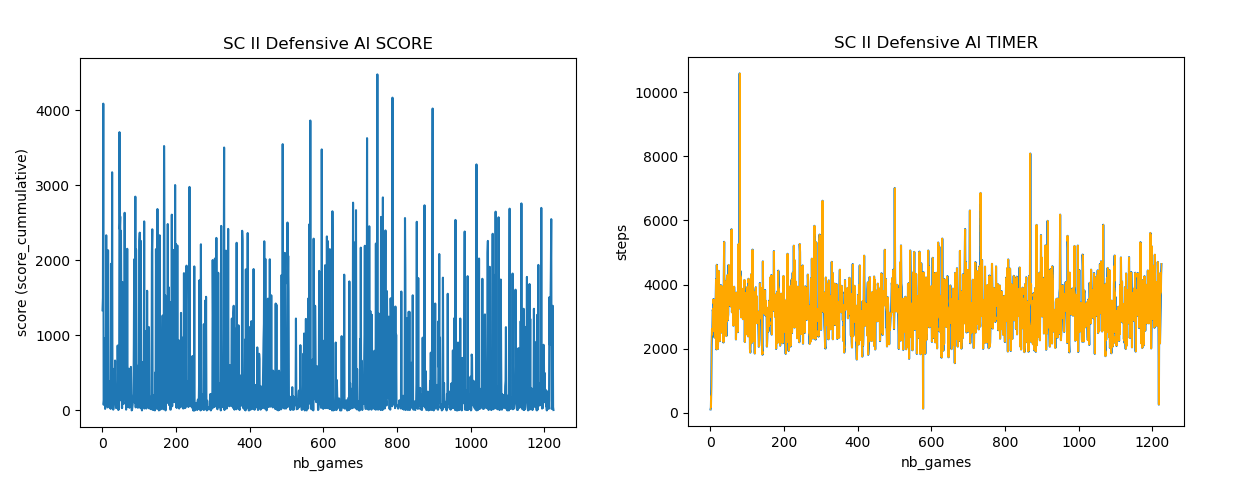 SC II Defensive AI SCORE
score (score_cummulative)
4000
3000
2000
1000
0
0 200 400 600 800 1000 1200
nb_games
SC II Defensive AI TIMER
steps
10000
8000
6000
4000
2000
0
0 200 400 600 800 1000 1200
nb_games